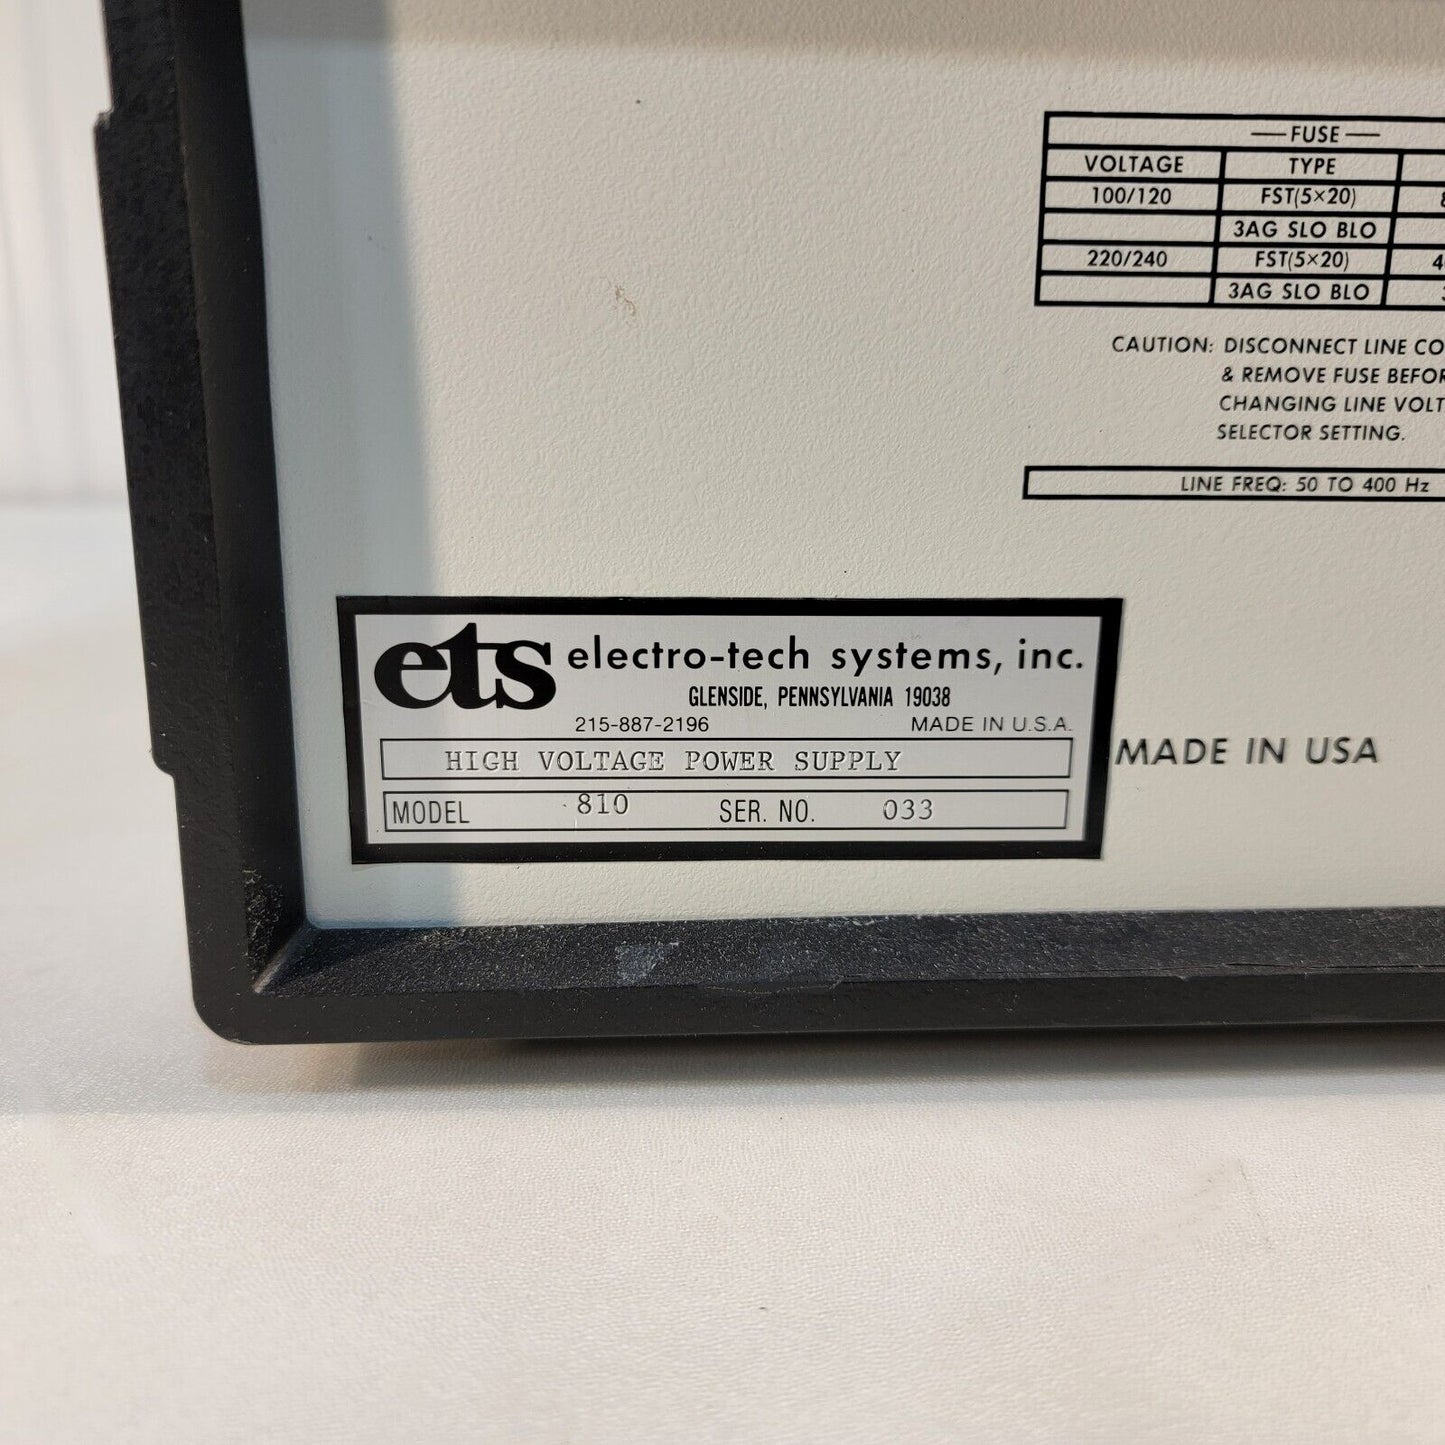 FUSE
VOLTAGE TYPE
100/120 FST(5×20)
3AG SLO BLO
220/240 FST(5×20)
3AG SLO BLO
CAUTION: DISCONNECT LINE
& REMOVE FUSE
CHANGING LINE
SELECTOR SETTING.
LINE FREQ: 50 TO 400 Hz
ets electro-tech systems, inc.
GLENSIDE, PENNSYLVANIA 19038
215-887-2196 MADE IN U.S.A.
HIGH VOLTAGE POWER SUPPLY
MODEL 810 SER. NO. 033
MADE IN USA